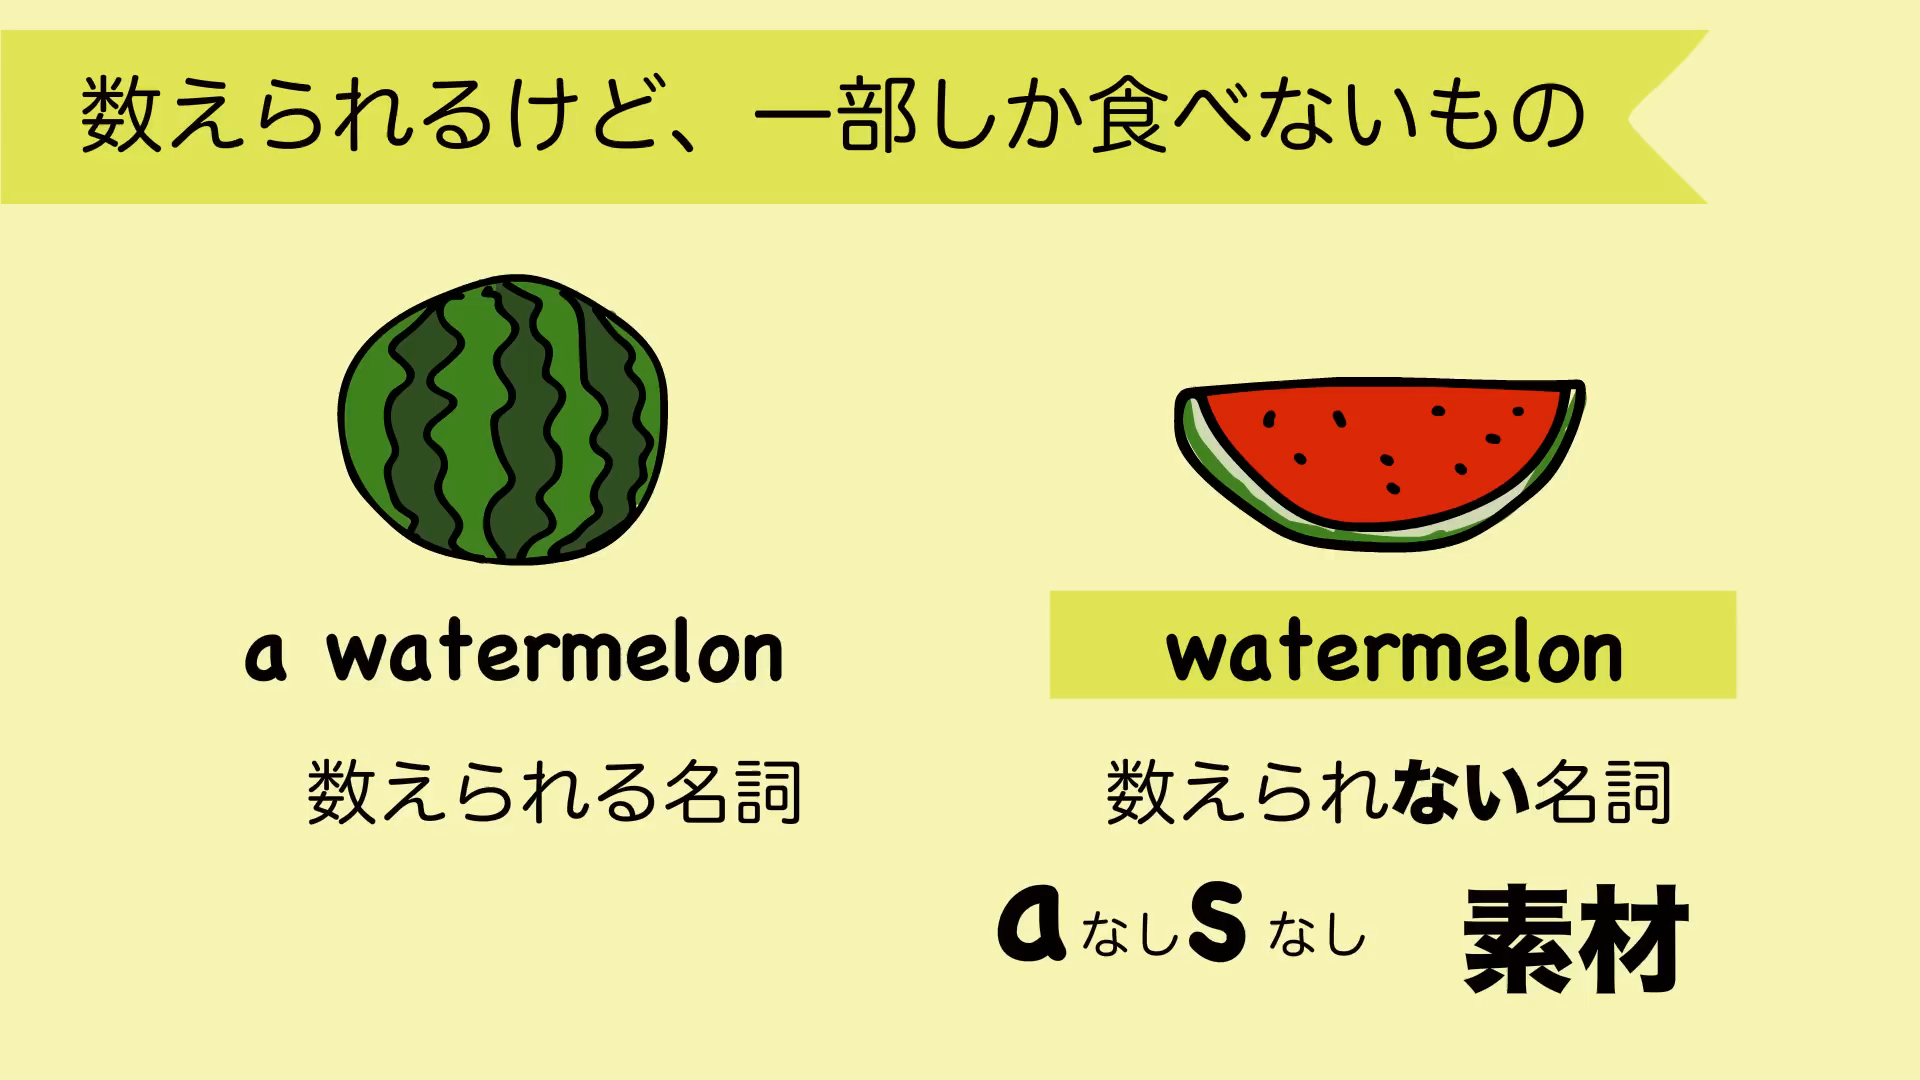 数えられるけど、一部しか食べないもの
a watermelon
watermelon
数えられる名詞
数えられない名詞
aなしsなし 素材